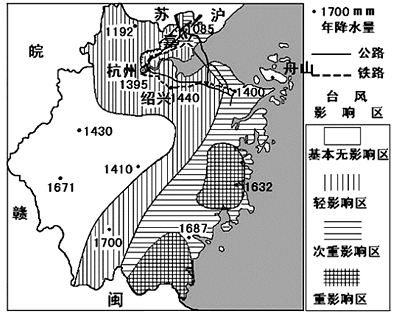 苏 沪
1192
1085
嘉兴
皖
杭州
1395
绍兴
1440
1400
舟山
1430
1410
1671
1632
赣
1700
1687
闽
• 1700mm
年降水量
公路
铁路
台 风
影 响 区
基本无影响区
轻影响区
次重影响区
重影响区